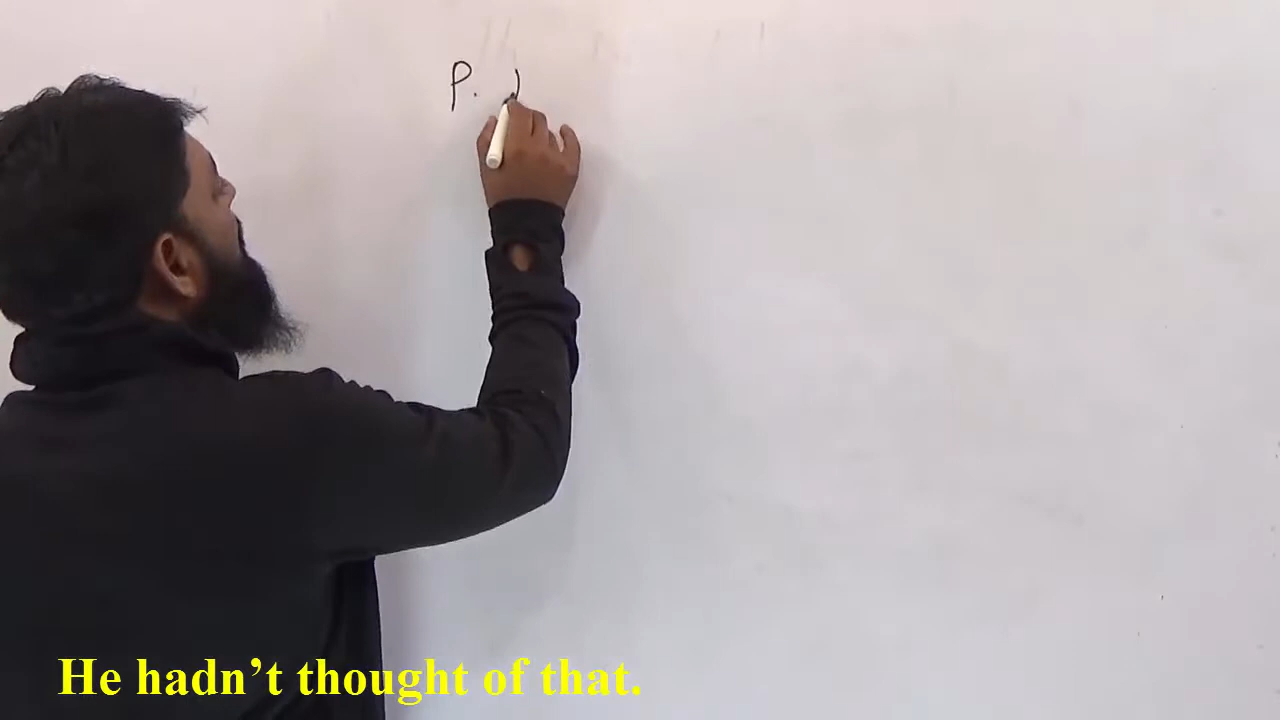 P.
He hadn’t thought of that.